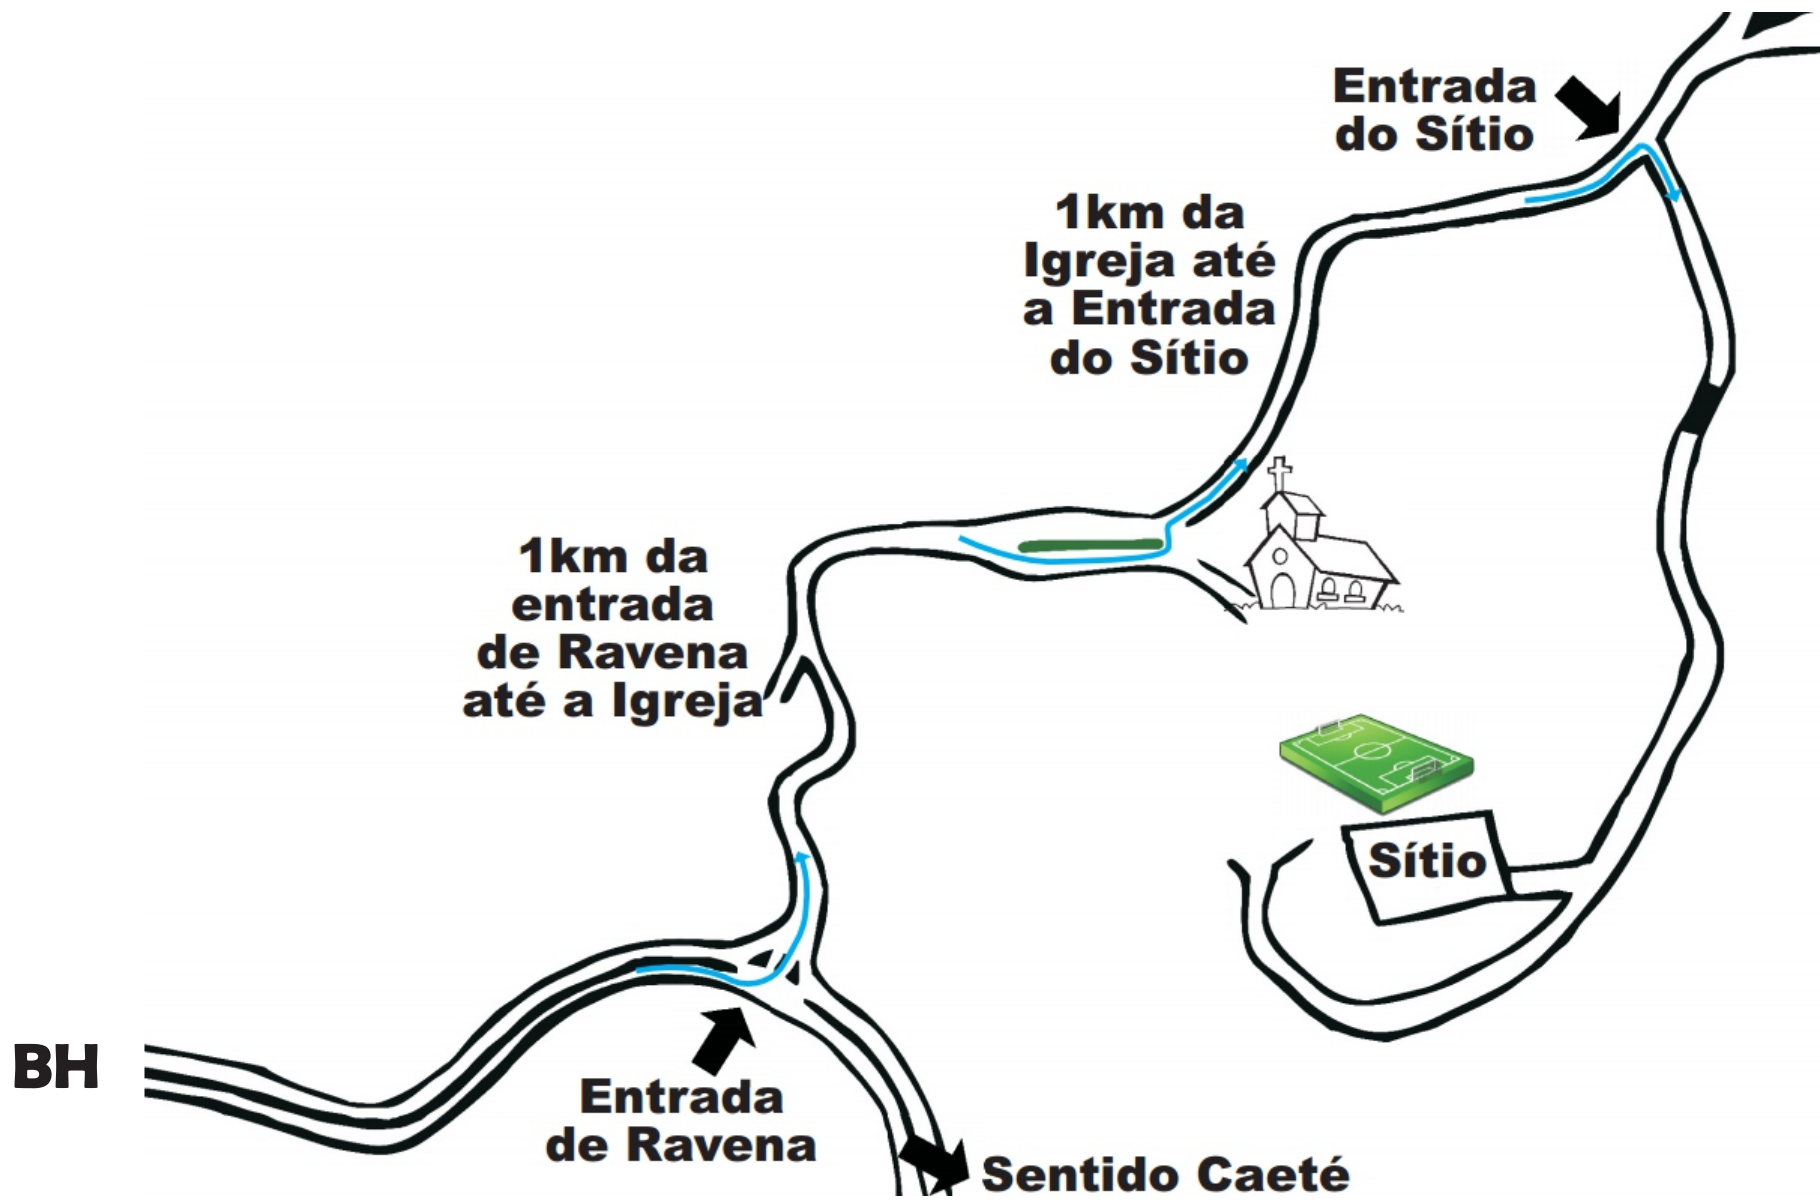 Entrada
do Sítio
1km da
Igreja até
a Entrada
do Sítio
1km da
entrada
de Ravena
até a Igreja
Sítio
BH
Entrada
de Ravena
Sentido Caeté